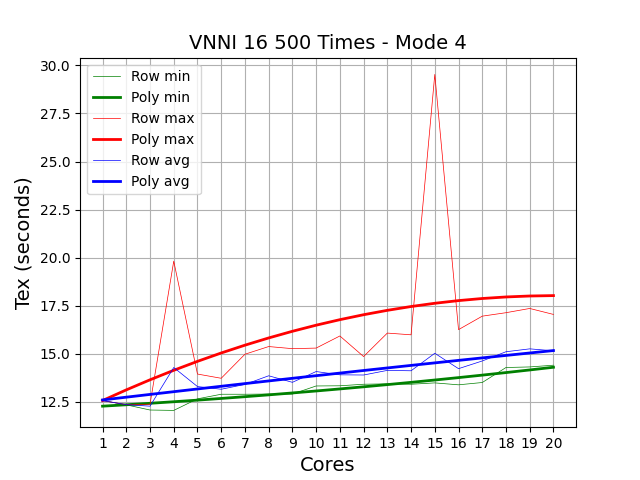 VNNI 16 500 Times - Mode 4
Tex (seconds)
30.0
27.5
25.0
22.5
20.0
17.5
15.0
12.5
Row min
Poly min
Row max
Poly max
Row avg
Poly avg
1 2 3 4 5 6 7 8 9 10 11 12 13 14 15 16 17 18 19 20
Cores